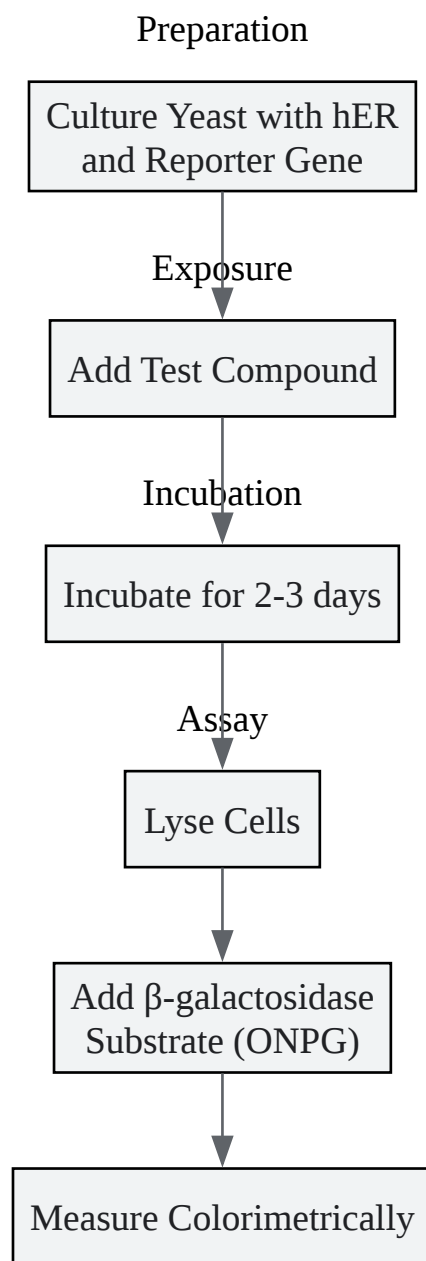 Preparation
Culture Yeast with hER
and Reporter Gene
Exposure
Add Test Compound
Incubation
Incubate for 2-3 days
Assay
Lyse Cells
Add β-galactosidase
Substrate (ONPG)
Measure Colorimetrically